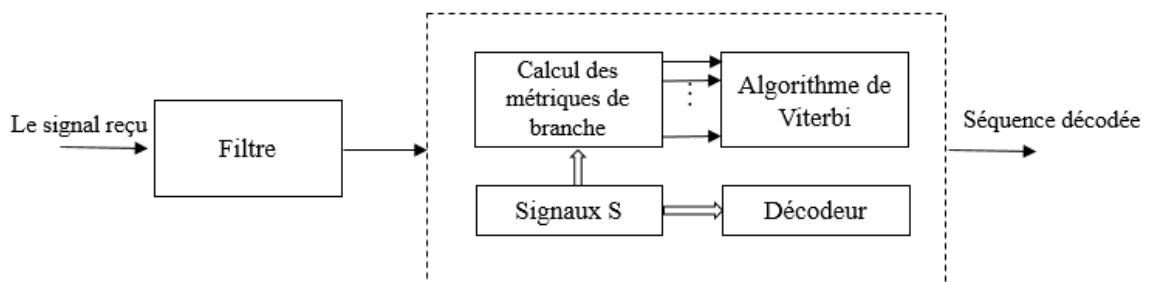 Le signal reçu
Filtre
Calcul des
métriques de
branche
Algorithme de
Viterbi
Signaux S
Décodeur
Séquence décodée